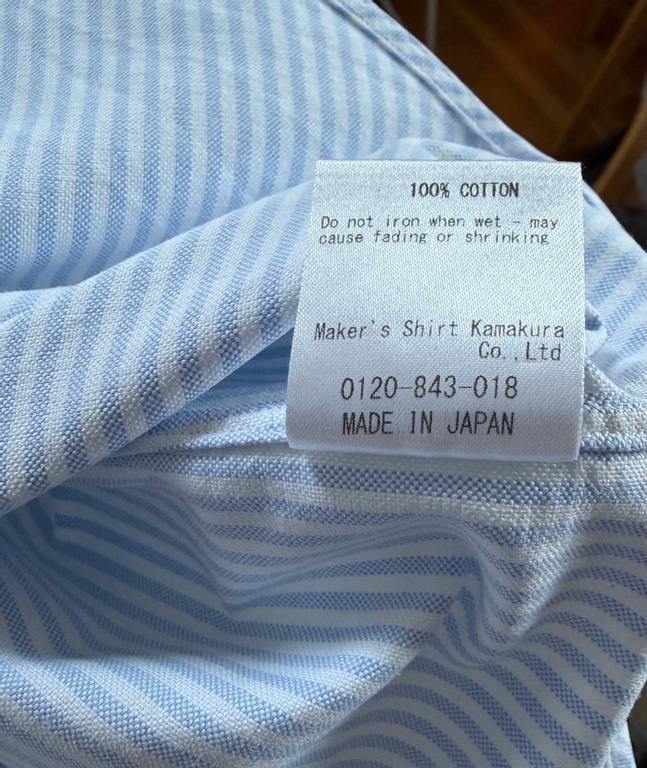 100% COTTON
Do not iron when wet - may
cause fading or shrinking
Maker's Shirt Kamakura
Co.,Ltd
0120-843-018
MADE IN JAPAN